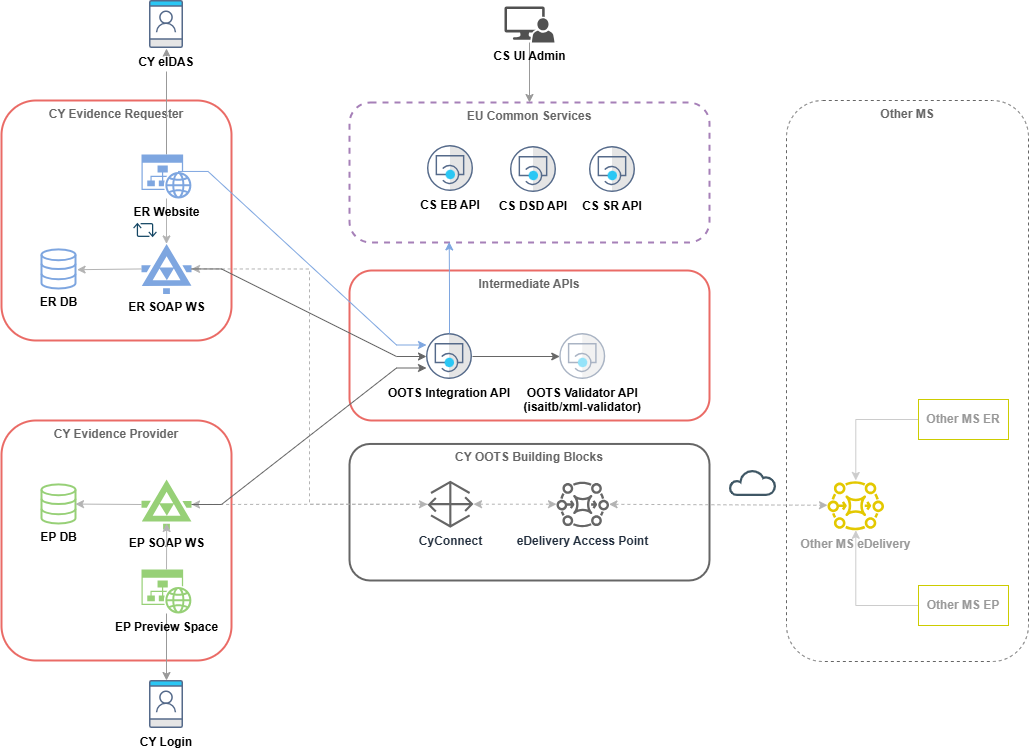 CY eIDAS
CS UI Admin
CY Evidence Requester
EU Common Services
Other MS
CS EB API
CS DSD API
CS SR API
ER Website
ER DB
ER SOAP WS
Intermediate APIs
OOTS Integration API
OOTS Validator API
(isaitb/xml-validator)
CY Evidence Provider
CY OOTS Building Blocks
Other MS ER
EP DB
EP SOAP WS
CyConnect
eDelivery Access Point
Other MS eDelivery
EP Preview Space
Other MS EP
CY Login